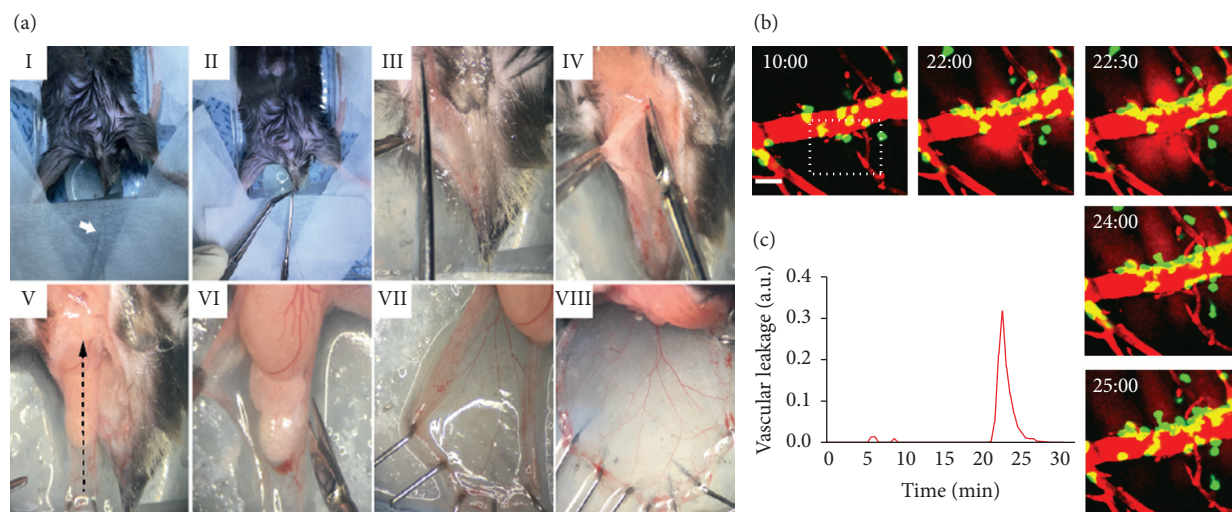 (a)
I
II
III
IV
V
VI
VII
VIII
(b)
10:00
22:00
22:30
24:00
25:00
(c)
Vascular leakage (a.u.)
0.4
0.3
0.2
0.1
0.0
0 5 10 15 20 25 30
Time (min)